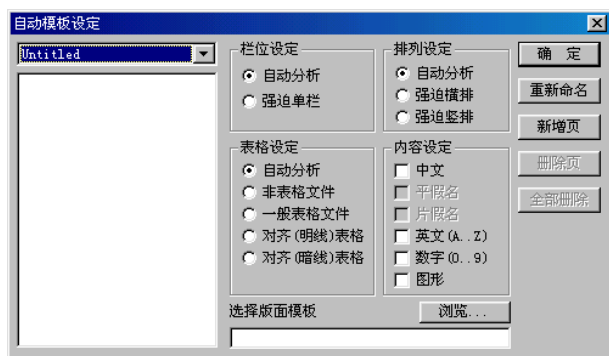 自动模板设定
Untitled
栏位设定
自动分析
强迫单栏
排列设定
自动分析
强迫横排
强迫竖排
表格设定
自动分析
非表格文件
一般表格文件
对齐(明线)表格
对齐(暗线)表格
内容设定
中文
平假名
片假名
英文(A..Z)
数字(0..9)
图形
选择版面模板
浏览...
确 定
重新命名
新增页
删除页
全部删除